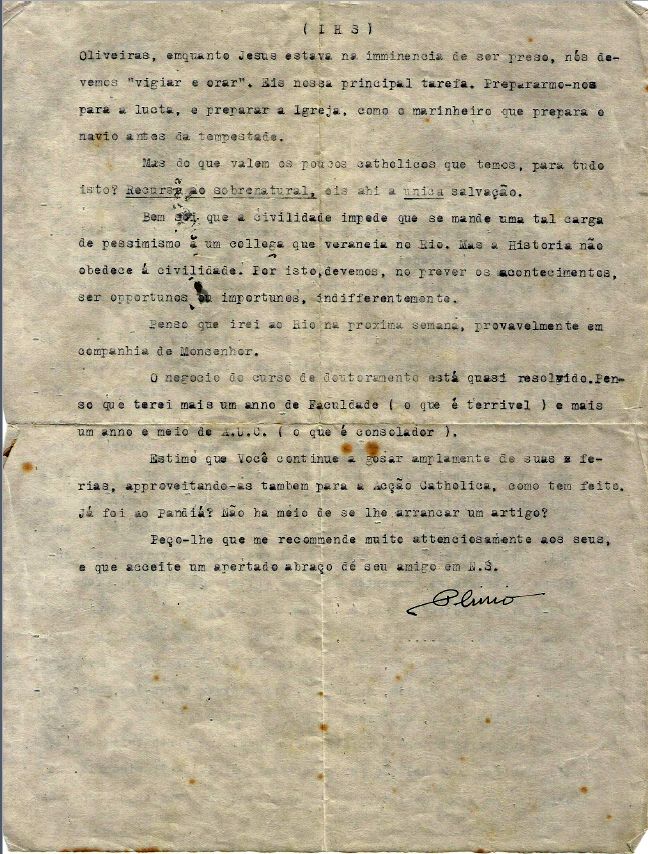 ( I H S )
Oliveiras, emquanto Jesus estava na imminencia de ser preso, nós de-
vemos "vigiar e orar". Eis nossa principal tarefa. Prepararmo-nos
para a lucta, e preparar a Igreja, como o marinheiro que prepara o
navio antes da tempestade.
Mas do que valem os poucos catholicos que temos, para tudo
isto? Recurso ao sobrenatural, eis ahi a unica salvação.
Bem sei que a civilidade impede que se mande uma tal carga
de pessimismo á um collega que veraneia no Rio. Mas a Historia não
obedece á civilidade. Por isto,devemos, no prever os acontecimentos,
ser opportunos ou importunos, indifferentemente.
Penso que irei ao Rio na proxima semana, provavelmente em
companhia de Monsenhor.
O negocio do curso de doutoramento está quasi resolvido.Pen-
so que terei mais um anno de Faculdade ( o que é terrivel ) e mais
um anno e meio de A.U.C. ( o que é consolador ).
Estimo que Você continue a gosar amplamente de suas x fe-
rias, approveitando-as tambem para a Acção Catholica, como tem feito.
Já foi ao Pandiá? Não ha meio de se lhe arrancar um artigo?
Peço-lhe que me recommende muito attenciosamente aos seus,
e que acceite um apertado abraço de seu amigo em N.S.
Plinio